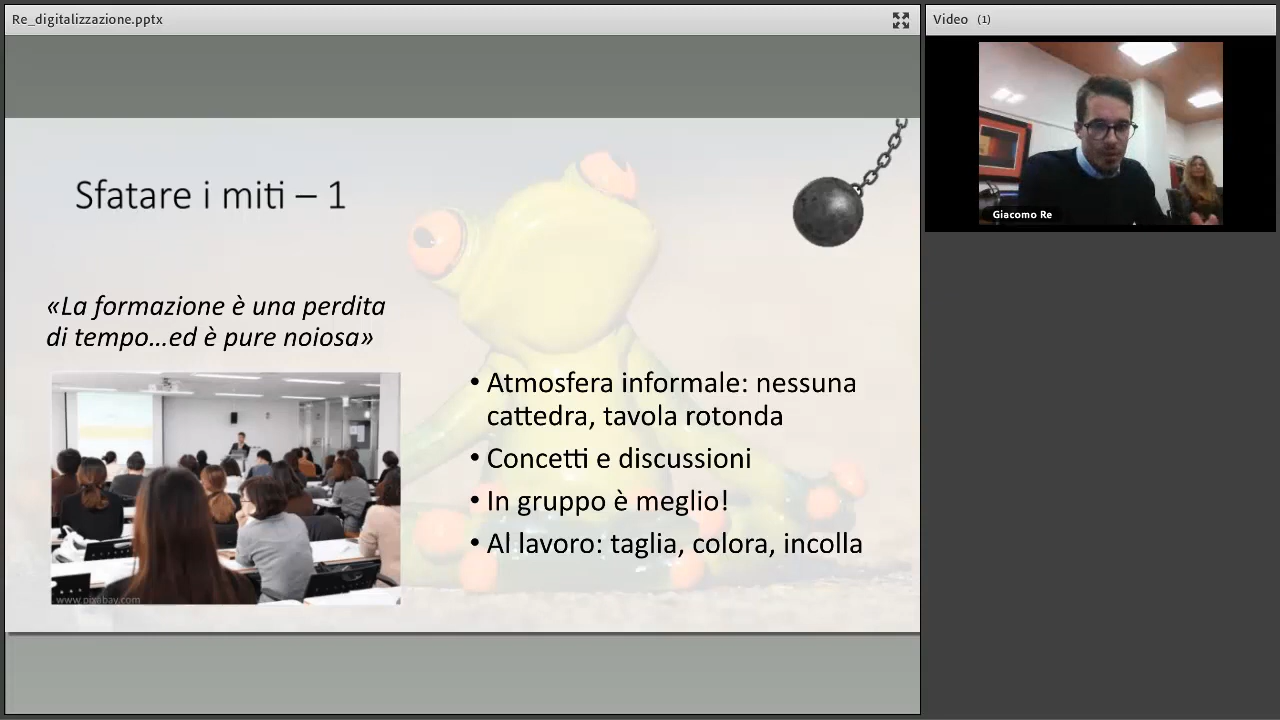 Re_digitalizzazione.pptx
Video (1)
Giacomo Re
Sfatare i miti – 1
«La formazione è una perdita
di tempo...ed è pure noiosa»
• Atmosfera informale: nessuna
cattedra, tavola rotonda
• Concetti e discussioni
• In gruppo è meglio!
• Al lavoro: taglia, colora, incolla
www.pixabay.com